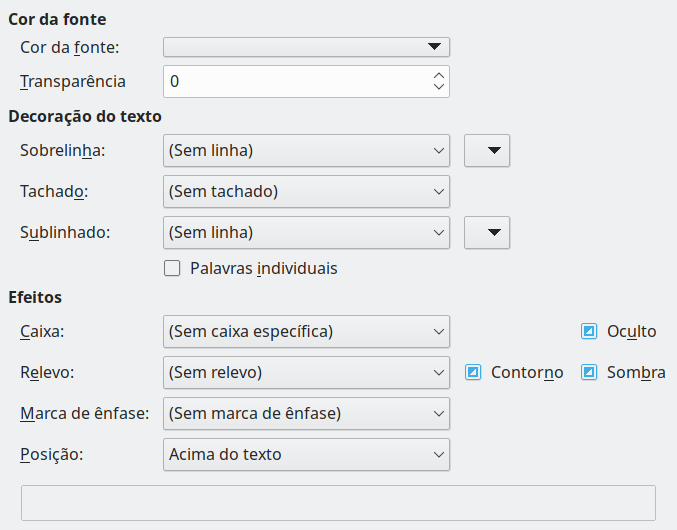 Cor da fonte
Cor da fonte:
Transparência 0
Decoração do texto
Sobrelinha: (Sem linha)
Tachado: (Sem tachado)
Sublinhado: (Sem linha)
Palavras individuais
Efeitos
Caixa: (Sem caixa específica) Oculto
Relevo: (Sem relevo) Contorno Sombra
Marca de ênfase: (Sem marca de ênfase)
Posição: Acima do texto